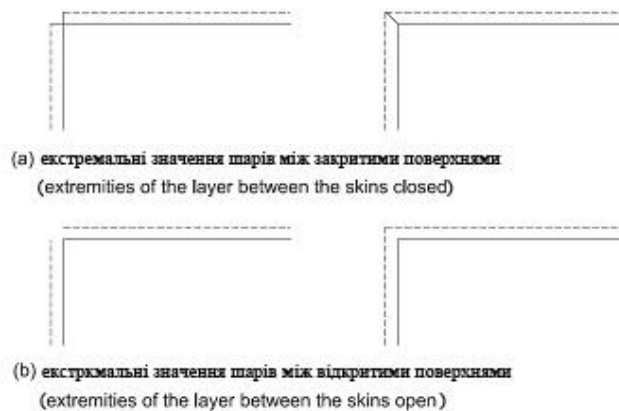 (a) екстремальні значення шарів між закритими поверхнями
(extremities of the layer between the skins closed)
(b) екстркмальні значення шарів між відкритими поверхнями
(extremities of the layer between the skins open)